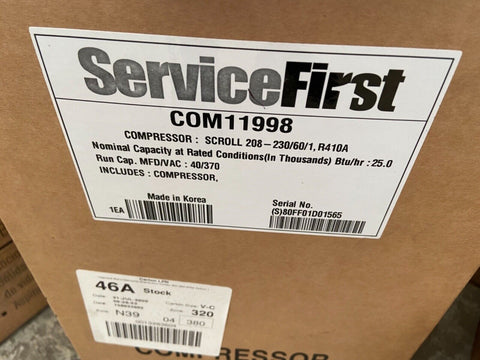 ServiceFirst
COM11998
COMPRESSOR : SCROLL 208-230/60/1, R410A
Nominal Capacity at Rated Conditions(In Thousands) Btu/hr : 25.0
Run Cap. MFD/VAC : 40/370
INCLUDES : COMPRESSOR,
1EA
Made in Korea
Serial No.
(S)80FF01D01565
Carton LPN
46A Stock
V-C
320
N39 04 380
COMPRESSOR